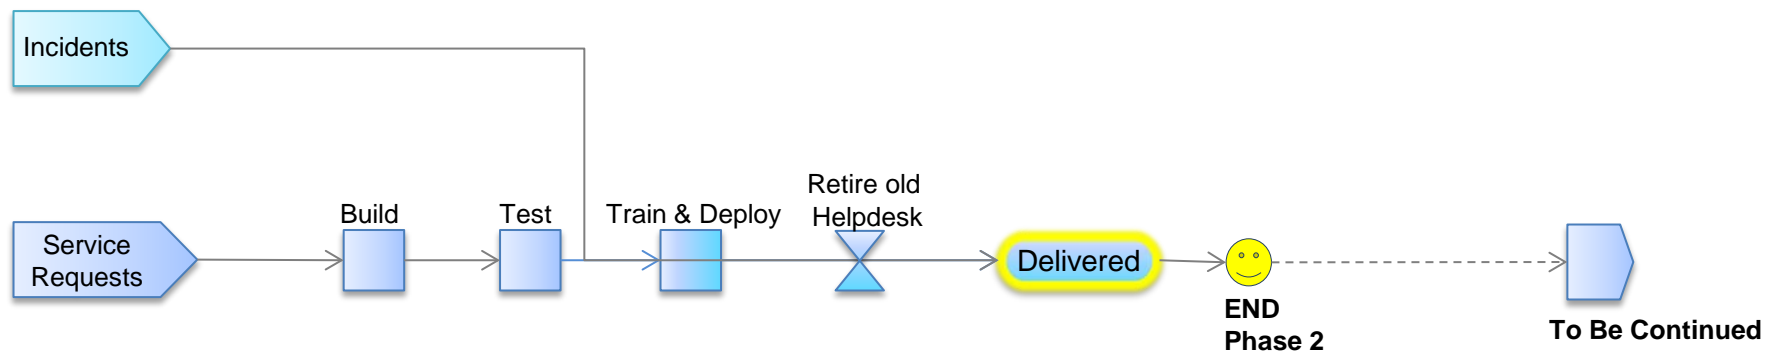 Incidents
Service
Requests
Build
Test
Train & Deploy
Retire old
Helpdesk
Delivered
END
Phase 2
To Be Continued